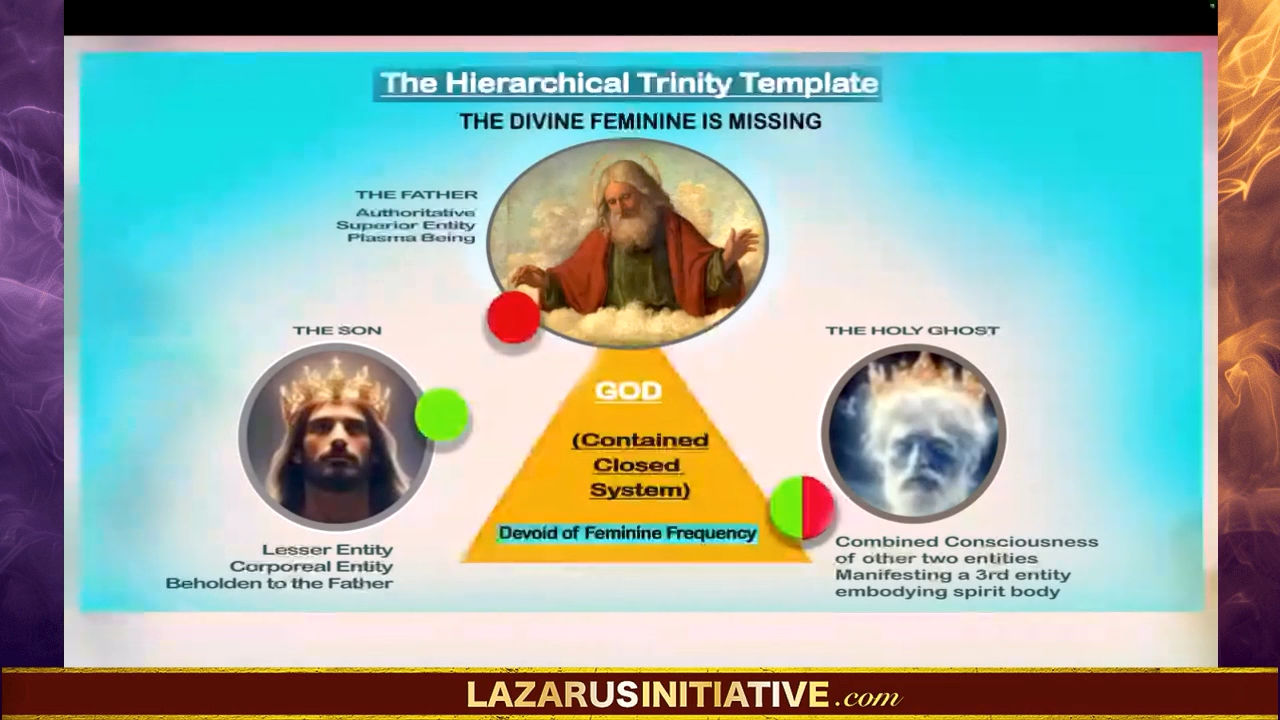 The Hierarchical Trinity Template
THE DIVINE FEMININE IS MISSING
THE FATHER
Authoritative
Superior Entity
Plasma Being
THE SON
Lesser Entity
Corporeal Entity
Beholden to the Father
GOD
(Contained
Closed
System)
Devoid of Feminine Frequency
THE HOLY GHOST
Combined Consciousness
of other two entities
Manifesting a 3rd entity
embodying spirit body
LAZARUSINITIATIVE.com